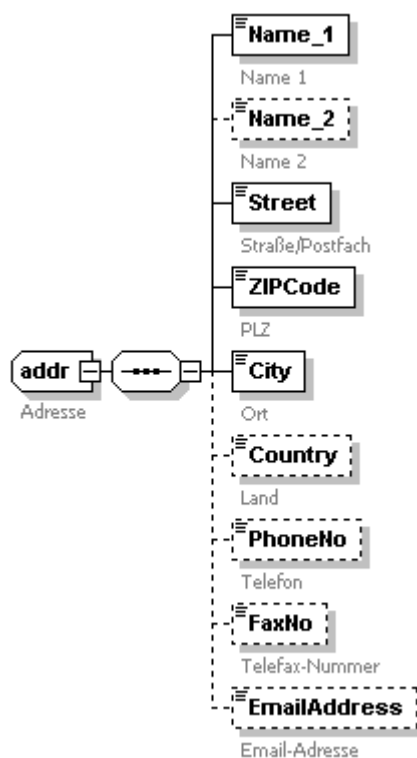 Name_1
Name 1
Name_2
Name 2
Street
Straße/Postfach
ZIPCode
PLZ
addr
Adresse
City
Ort
Country
Land
PhoneNo
Telefon
FaxNo
Telefax-Nummer
EmailAddress
Email-Adresse